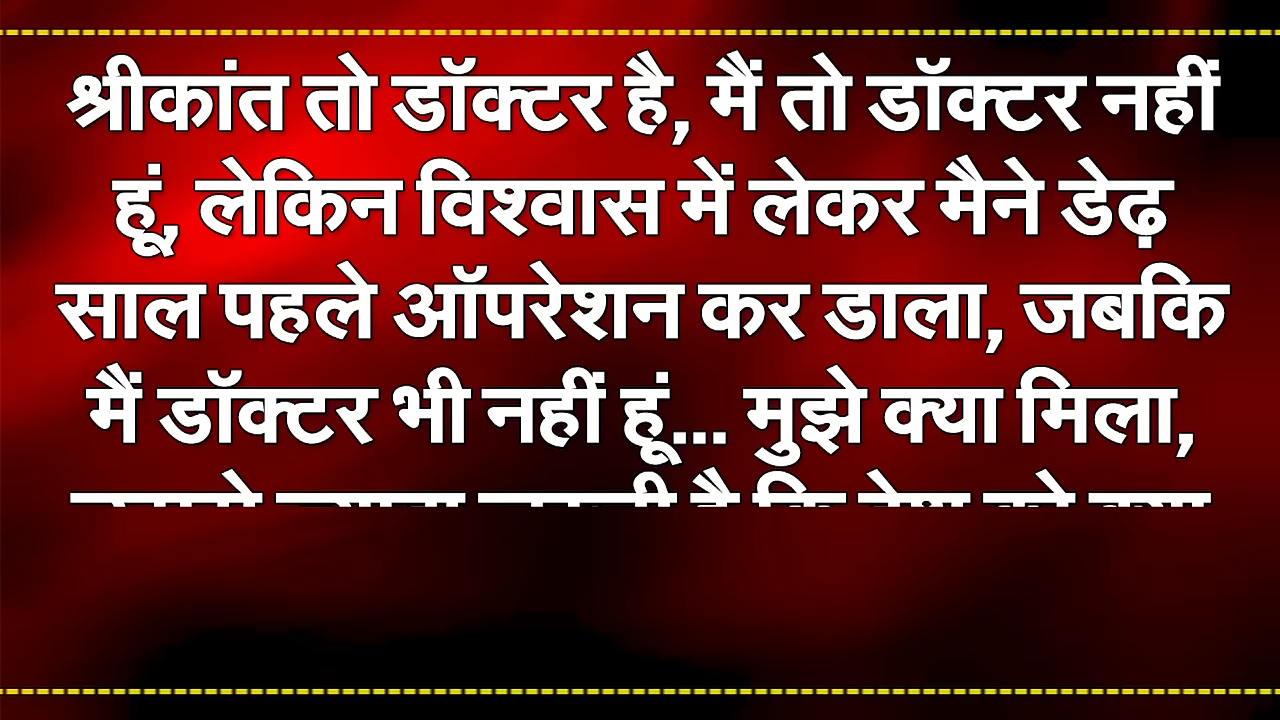 श्रीकांत तो डॉक्टर है, मैं तो डॉक्टर नहीं
हूं, लेकिन विश्वास में लेकर मैने डेढ़
साल पहले ऑपरेशन कर डाला, जबकि
मैं डॉक्टर भी नहीं हूं... मुझे क्या मिला,